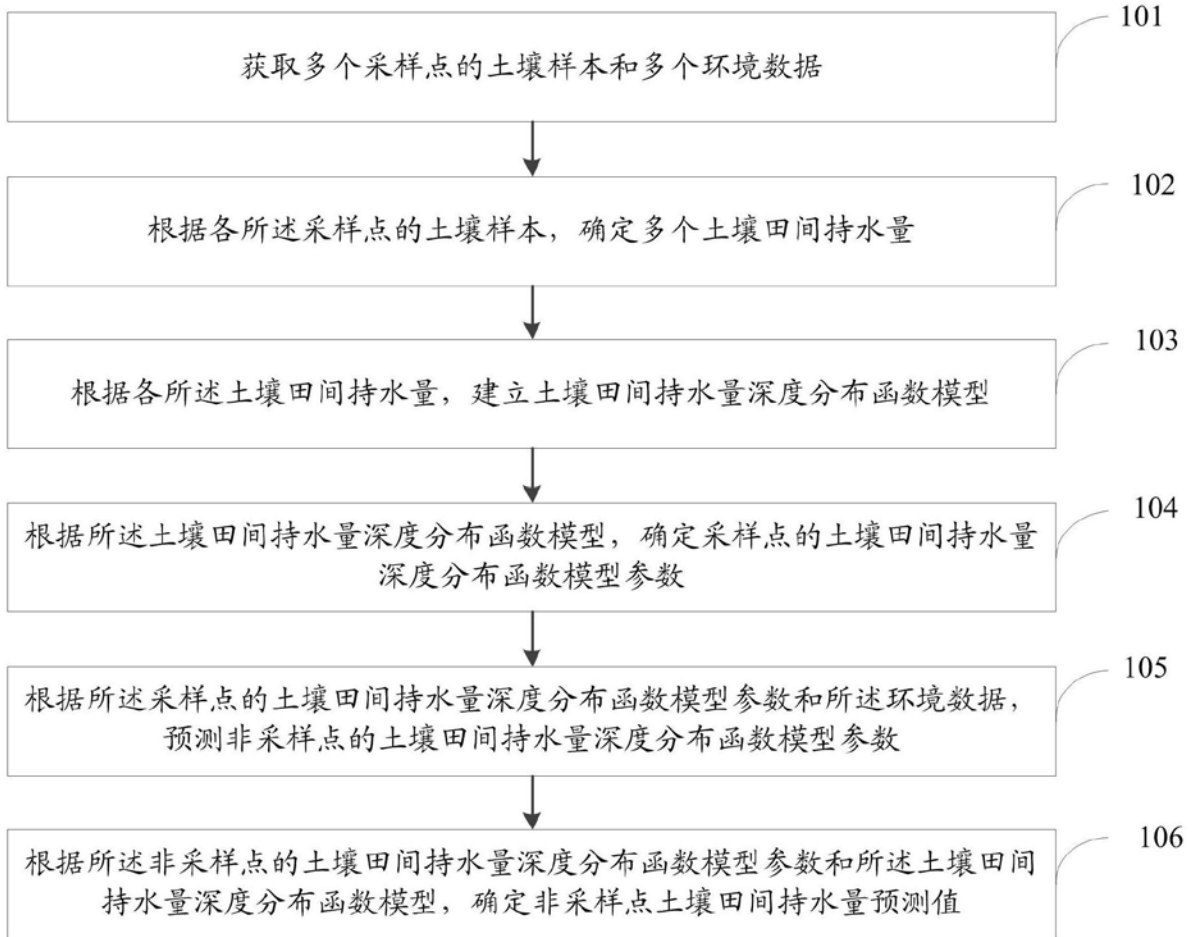 101
获取多个采样点的土壤样本和多个环境数据
102
根据各所述采样点的土壤样本，确定多个土壤田间持水量
103
根据各所述土壤田间持水量，建立土壤田间持水量深度分布函数模型
104
根据所述土壤田间持水量深度分布函数模型，确定采样点的土壤田间持水量
深度分布函数模型参数
105
根据所述采样点的土壤田间持水量深度分布函数模型参数和所述环境数据，
预测非采样点的土壤田间持水量深度分布函数模型参数
106
根据所述非采样点的土壤田间持水量深度分布函数模型参数和所述土壤田间
持水量深度分布函数模型，确定非采样点土壤田间持水量预测值